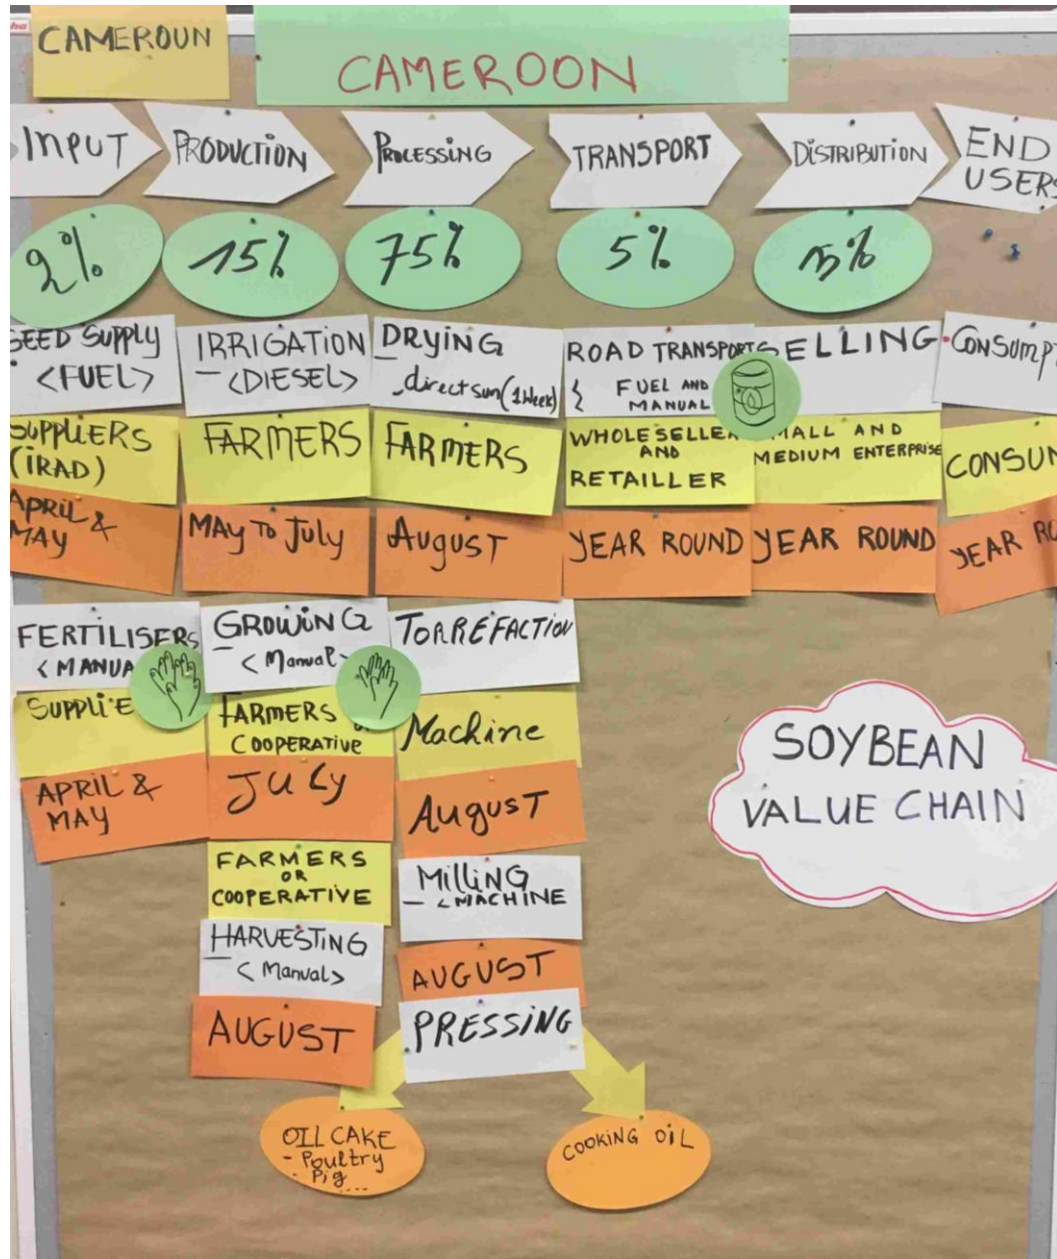 CAMEROUN
CAMEROON
INPUT
PRODUCTION
PROCESSING
TRANSPORT
DISTRIBUTION
END
USERS
2%
15%
75%
5%
3%
SEED SUPPLY
<FUEL>
IRRIGATION
- <DIESEL>
DRYING
- direct sun (1 Week)
ROAD TRANSPORT
FUEL AND
MANUAL
SELLING
CONSUMPT
SUPPLIERS
(IRAD)
FARMERS
FARMERS
WHOLESELLER
AND
RETAILLER
SMALL AND
MEDIUM ENTERPRISE
CONSUM
APRIL &
MAY
MAY TO JULY
AUGUST
YEAR ROUND
YEAR ROUND
YEAR RO
FERTILISERS
<MANUA
SUPPLIE
APRIL &
MAY
GROWING
- <Manual
FARMERS
COOPERATIVE
JULY
FARMERS
OR
COOPERATIVE
HARVESTING
- <Manual>
AUGUST
TORREFACTION
Machine
August
MILLING
- <MACHINE
AUGUST
PRESSING
OIL CAKE
- Poultry
- Pig
....
COOKING OIL
SOYBEAN
VALUE CHAIN